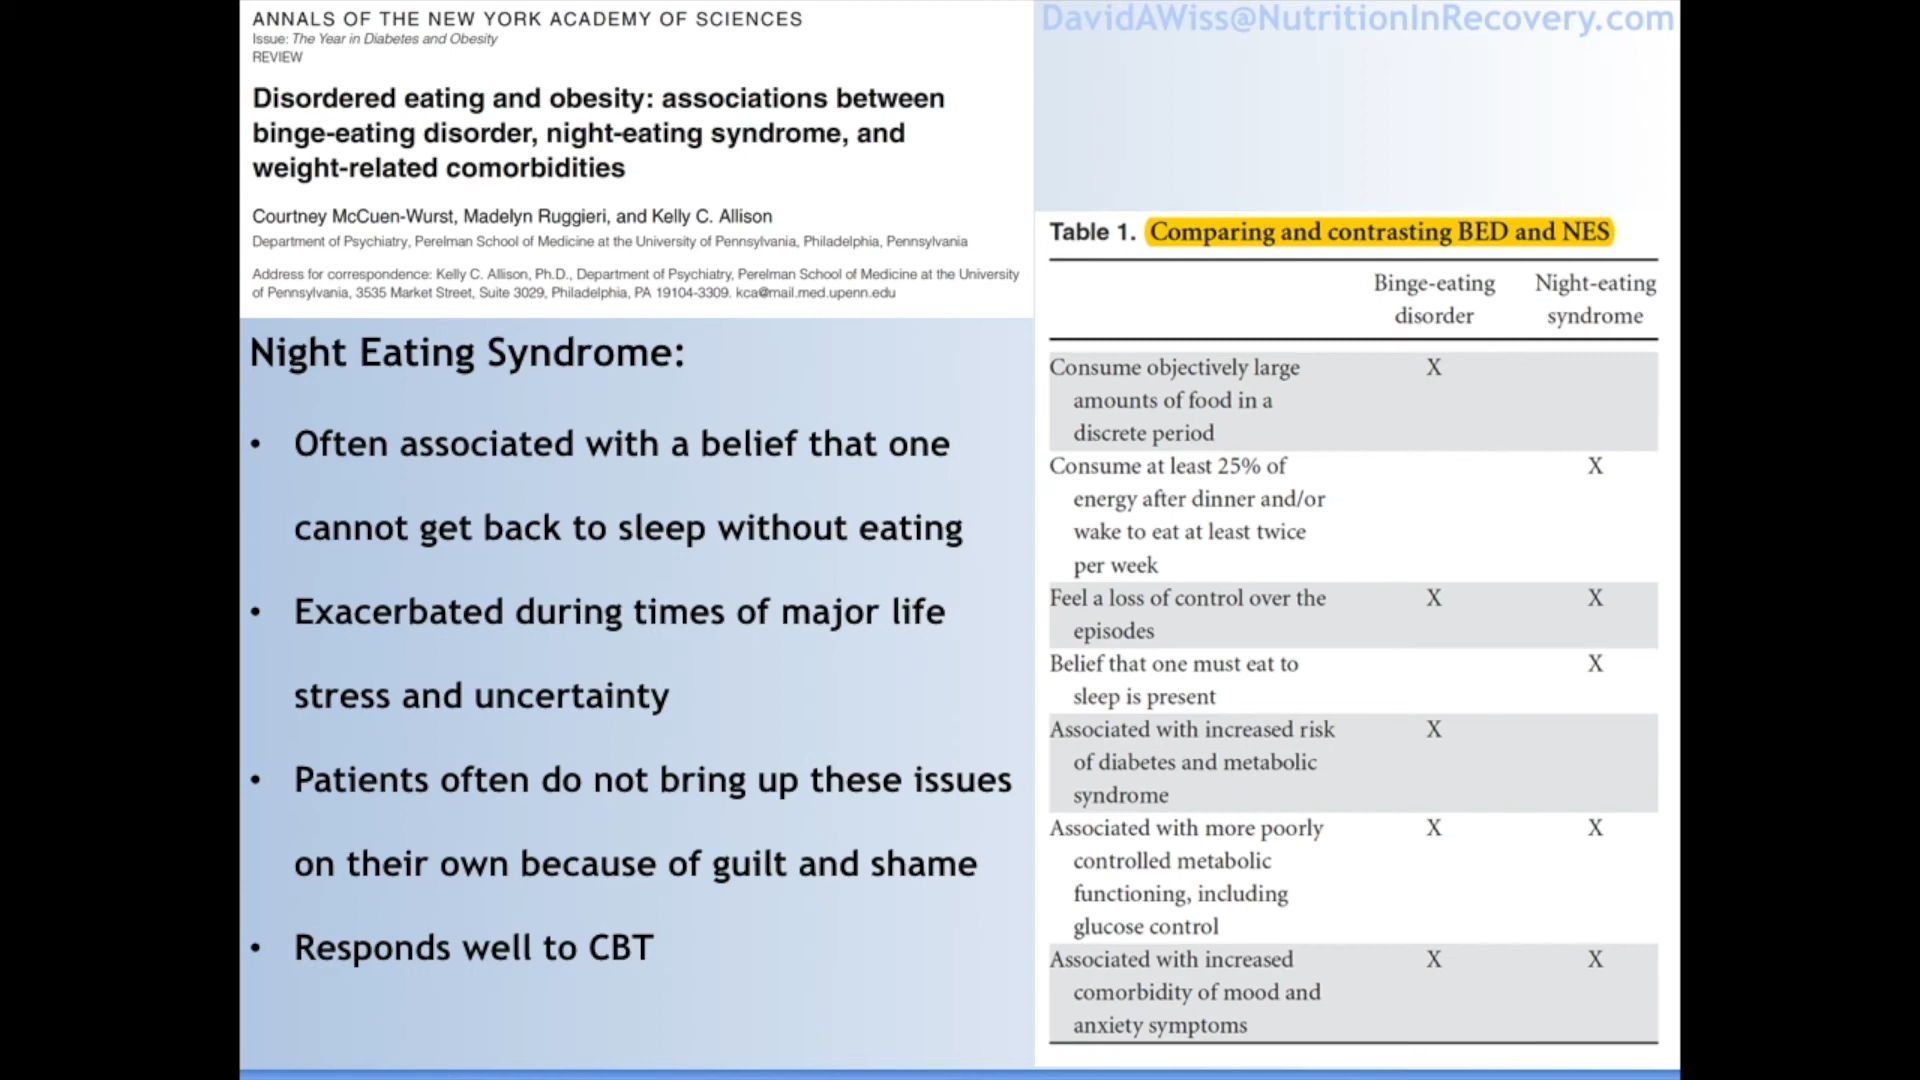 ANNALS OF THE NEW YORK ACADEMY OF SCIENCES
Issue: The Year in Diabetes and Obesity
REVIEW
Disordered eating and obesity: associations between
binge-eating disorder, night-eating syndrome, and
weight-related comorbidities
Courtney McCuen-Wurst, Madelyn Ruggieri, and Kelly C. Allison
Department of Psychiatry, Perelman School of Medicine at the University of Pennsylvania, Philadelphia, Pennsylvania
Address for correspondence: Kelly C. Allison, Ph.D., Department of Psychiatry, Perelman School of Medicine at the University
of Pennsylvania, 3535 Market Street, Suite 3029, Philadelphia, PA 19104-3309. kca@mail.med.upenn.edu
Night Eating Syndrome:
• Often associated with a belief that one
cannot get back to sleep without eating
• Exacerbated during times of major life
stress and uncertainty
• Patients often do not bring up these issues
on their own because of guilt and shame
• Responds well to CBT
DavidAWiss@NutritionInRecovery.com
Table 1. Comparing and contrasting BED and NES
Binge-eating Night-eating
disorder syndrome
Consume objectively large X
amounts of food in a
discrete period
Consume at least 25% of X
energy after dinner and/or
wake to eat at least twice
per week
Feel a loss of control over the X X
episodes
Belief that one must eat to X
sleep is present
Associated with increased risk X
of diabetes and metabolic
syndrome
Associated with more poorly X X
controlled metabolic
functioning, including
glucose control
Associated with increased X X
comorbidity of mood and
anxiety symptoms